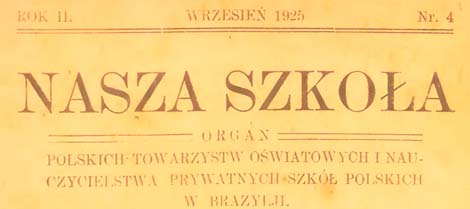 ROK II. WRZESIEŃ 1925 Nr. 4
NASZA SZKOŁA
ORGAN
POLSKICH TOWARZYSTW OŚWIATOWYCH I NAU-
CZYCIELSTWA PRYWATNYCH SZKÓŁ POLSKICH
W BRAZYLJI.